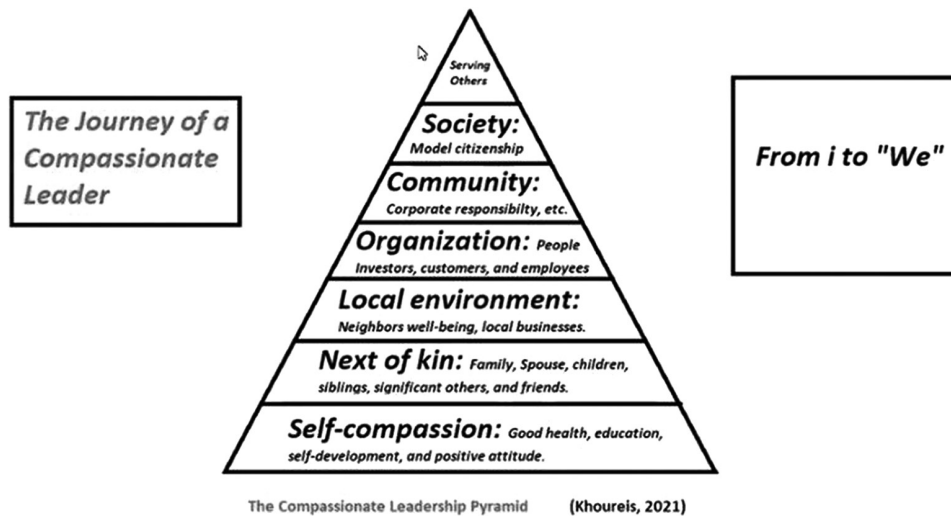 Serving
Others
The Journey of a
Compassionate
Leader
Society:
Model citizenship
From i to "We"
Community:
Corporate responsibilty, etc.
Organization: People
Investors, customers, and employees
Local environment:
Neighbors well-being, local businesses.
Next of kin: Family, Spouse, children,
siblings, significant others, and friends.
Self-compassion: Good health, education,
self-development, and positive attitude.
The Compassionate Leadership Pyramid (Khoureis, 2021)